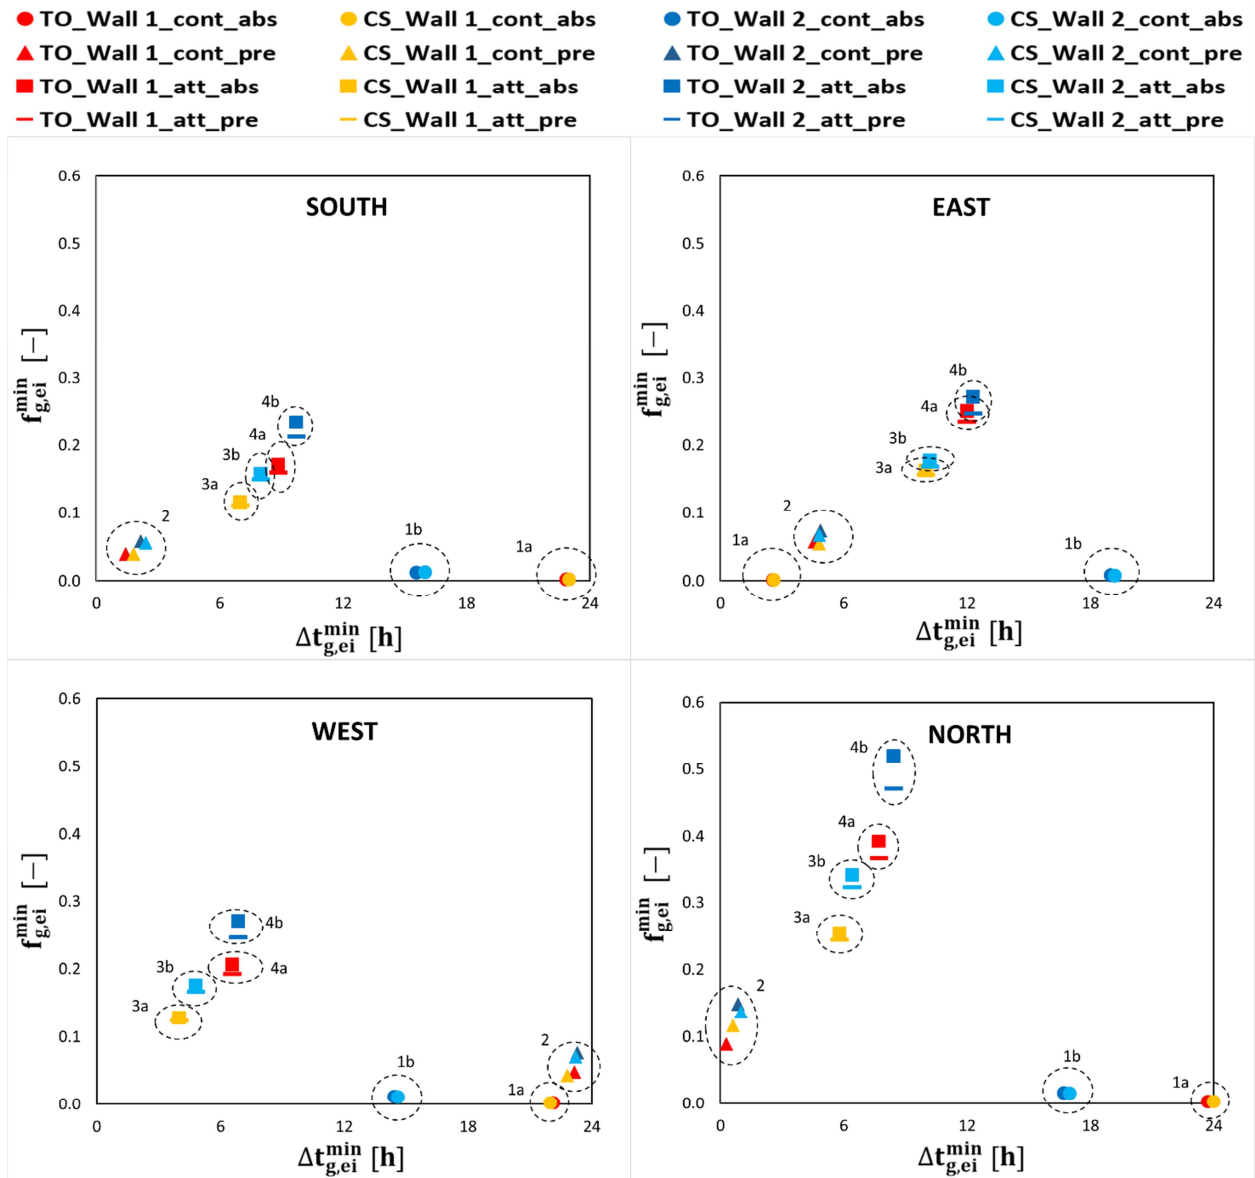 TO_Wall 1_cont_abs CS_Wall 1_cont_abs TO_Wall 2_cont_abs CS_Wall 2_cont_abs
TO_Wall 1_cont_pre CS_Wall 1_cont_pre TO_Wall 2_cont_pre CS_Wall 2_cont_pre
TO_Wall 1_att_abs CS_Wall 1_att_abs TO_Wall 2_att_abs CS_Wall 2_att_abs
TO_Wall 1_att_pre CS_Wall 1_att_pre TO_Wall 2_att_pre CS_Wall 2_att_pre
SOUTH
0.6
0.5
0.4
0.3
0.2
0.1
0.0
f_{g,ei}^{min} [−]
4b
4a
3b
3a
2
1b
1a
0 6 12 18 24
Δt_{g,ei}^{min} [h]
EAST
0.6
0.5
0.4
0.3
0.2
0.1
0.0
f_{g,ei}^{min} [−]
4b
4a
3b
3a
2
1a
1b
0 6 12 18 24
Δt_{g,ei}^{min} [h]
WEST
0.6
0.5
0.4
0.3
0.2
0.1
0.0
f_{g,ei}^{min} [−]
4b
3b
4a
3a
2
1b
1a
0 6 12 18 24
Δt_{g,ei}^{min} [h]
NORTH
0.6
0.5
0.4
0.3
0.2
0.1
0.0
f_{g,ei}^{min} [−]
4b
4a
3b
3a
2
1b
1a
0 6 12 18 24
Δt_{g,ei}^{min} [h]